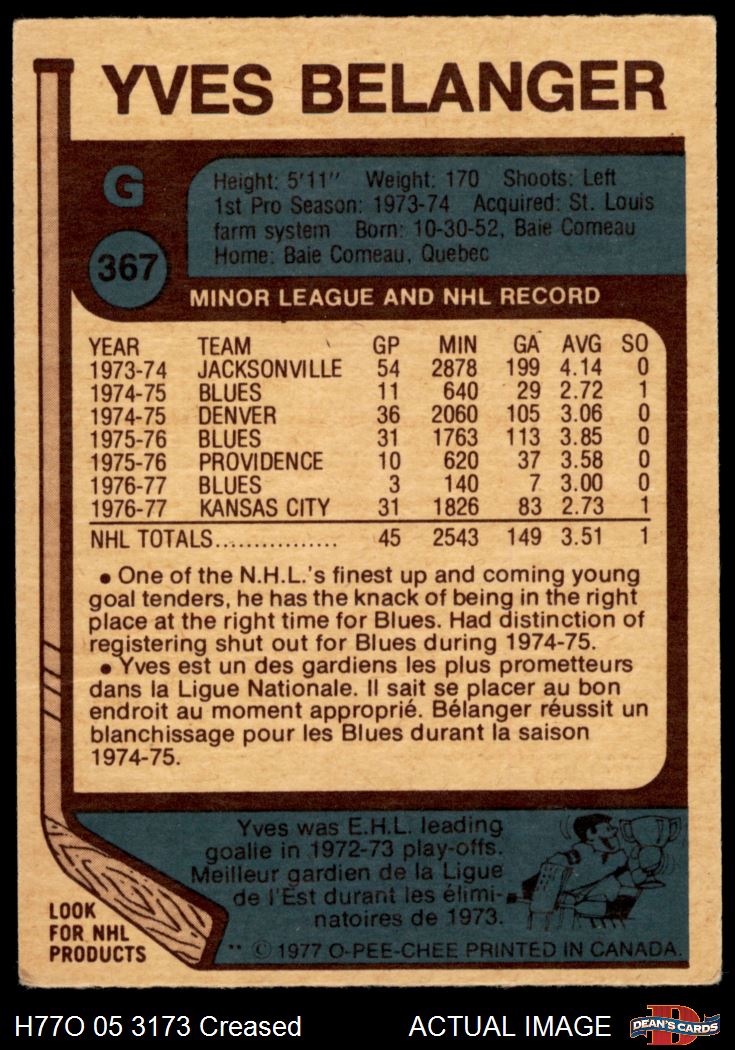 YVES BELANGER
G
367
Height: 5'11" Weight: 170 Shoots: Left
1st Pro Season: 1973-74 Acquired: St. Louis
farm system Born: 10-30-52, Baie Comeau
Home: Baie Comeau, Quebec
MINOR LEAGUE AND NHL RECORD
YEAR TEAM GP MIN GA AVG SO
1973-74 JACKSONVILLE 54 2878 199 4.14 0
1974-75 BLUES 11 640 29 2.72 1
1974-75 DENVER 36 2060 105 3.06 0
1975-76 BLUES 31 1763 113 3.85 0
1975-76 PROVIDENCE 10 620 37 3.58 0
1976-77 BLUES 3 140 7 3.00 0
1976-77 KANSAS CITY 31 1826 83 2.73 1
NHL TOTALS................ 45 2543 149 3.51 1
• One of the N.H.L.'s finest up and coming young
goal tenders, he has the knack of being in the right
place at the right time for Blues. Had distinction of
registering shut out for Blues during 1974-75.
• Yves est un des gardiens les plus prometteurs
dans la Ligue Nationale. Il sait se placer au bon
endroit au moment approprié. Bélanger réussit un
blanchissage pour les Blues durant la saison
1974-75.
Yves was E.H.L. leading
goalie in 1972-73 play-offs.
Meilleur gardien de la Ligue
de l'Est durant les élimi-
natoires de 1973.
LOOK
FOR NHL
PRODUCTS
** © 1977 O-PEE-CHEE PRINTED IN CANADA.
H77O 05 3173 Creased ACTUAL IMAGE
D
DEAN'S CARDS